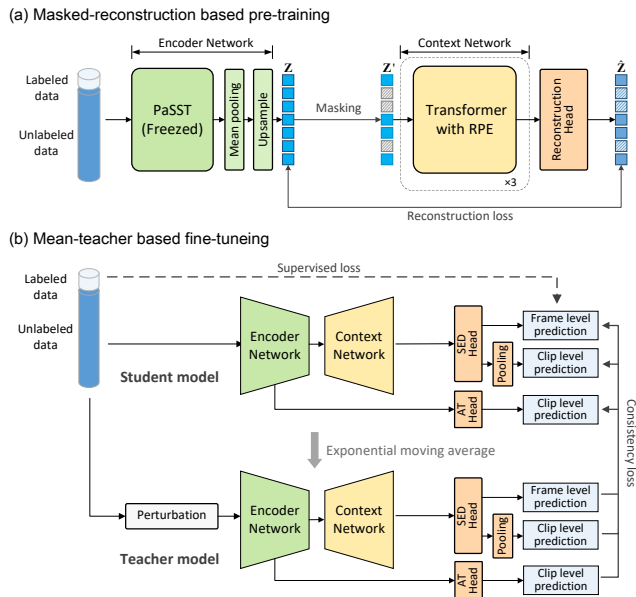 (a) Masked-reconstruction based pre-training
Encoder Network
Context Network
Labeled
data
Unlabeled
data
PaSST
(Freezed)
Mean pooling
Upsample
Z
Masking
Z'
Transformer
with RPE
×3
Reconstruction
Head
Ẑ
Reconstruction loss
(b) Mean-teacher based fine-tuneing
Labeled
data
Unlabeled
data
Supervised loss
Student model
Encoder
Network
Context
Network
SED
Head
Pooling
AT
Head
Frame level
prediction
Clip level
prediction
Clip level
prediction
Consistency loss
Exponential moving average
Perturbation
Teacher model
Encoder
Network
Context
Network
SED
Head
Pooling
AT
Head
Frame level
prediction
Clip level
prediction
Clip level
prediction